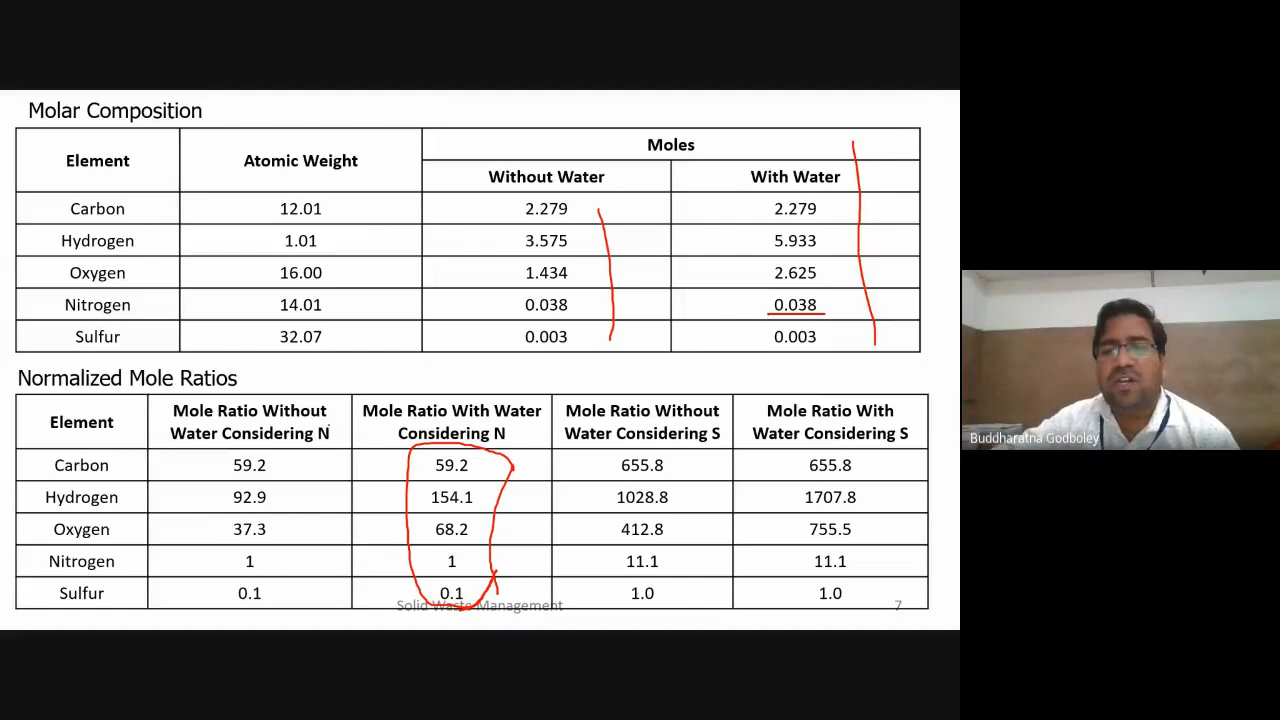 Molar Composition
Element Atomic Weight Moles
Without Water With Water
Carbon 12.01 2.279 2.279
Hydrogen 1.01 3.575 5.933
Oxygen 16.00 1.434 2.625
Nitrogen 14.01 0.038 0.038
Sulfur 32.07 0.003 0.003
Normalized Mole Ratios
Element Mole Ratio Without Water Considering N Mole Ratio With Water Considering N Mole Ratio Without Water Considering S Mole Ratio With Water Considering S
Carbon 59.2 59.2 655.8 655.8
Hydrogen 92.9 154.1 1028.8 1707.8
Oxygen 37.3 68.2 412.8 755.5
Nitrogen 1 1 11.1 11.1
Sulfur 0.1 0.1 1.0 1.0
Solid Waste Management 7
Buddharatna Godboley